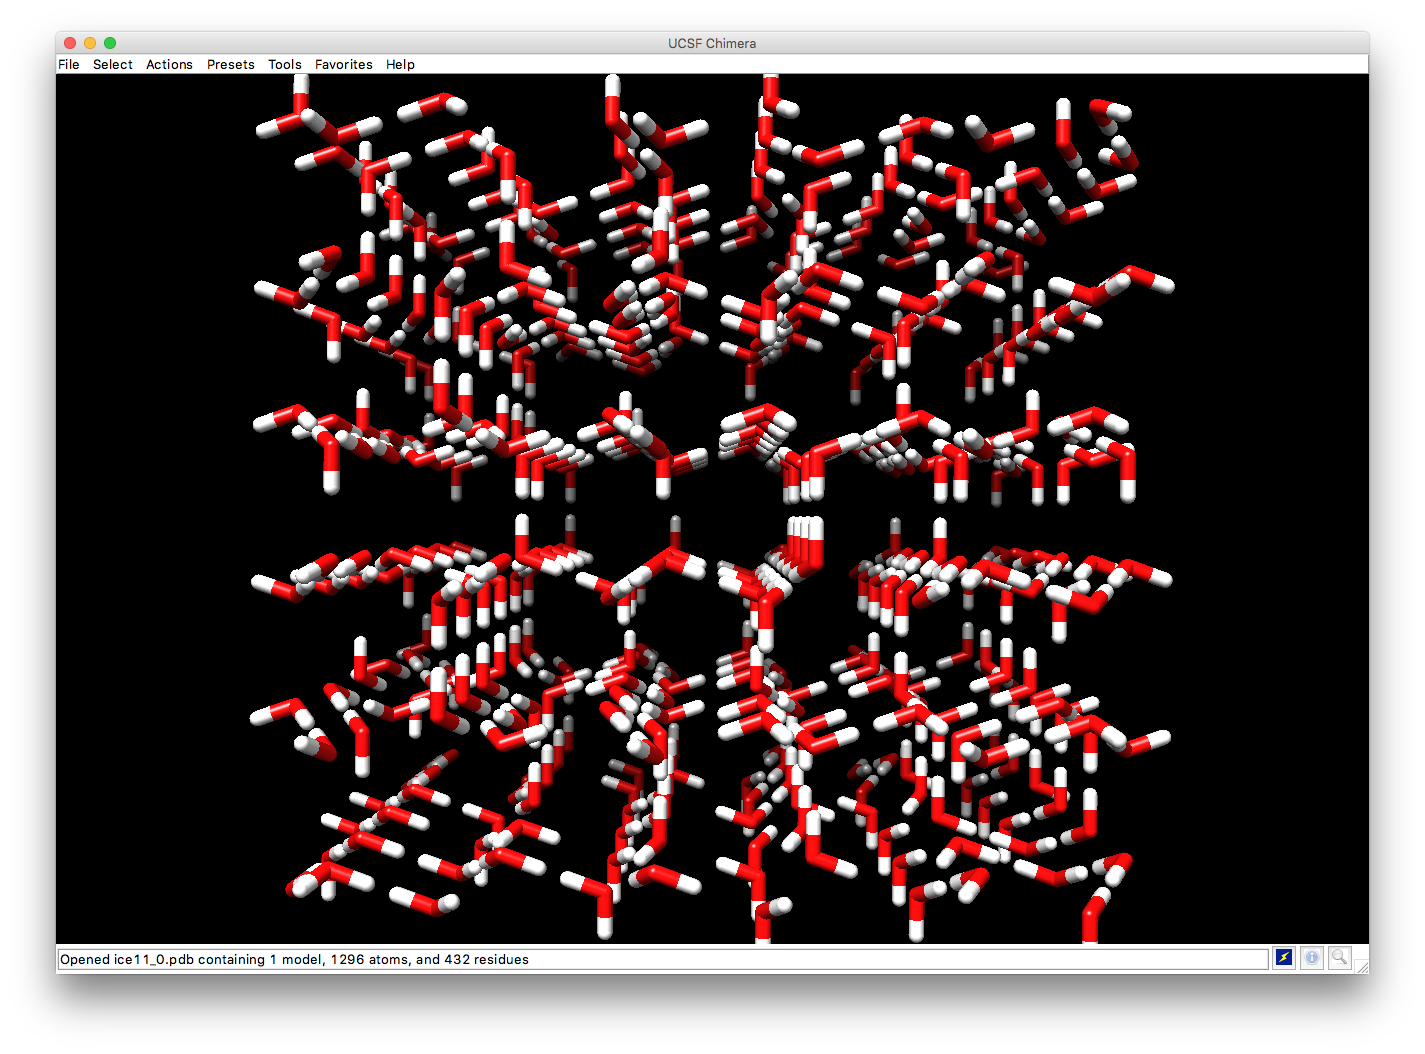 UCSF Chimera
File Select Actions Presets Tools Favorites Help
Opened ice11_0.pdb containing 1 model, 1296 atoms, and 432 residues